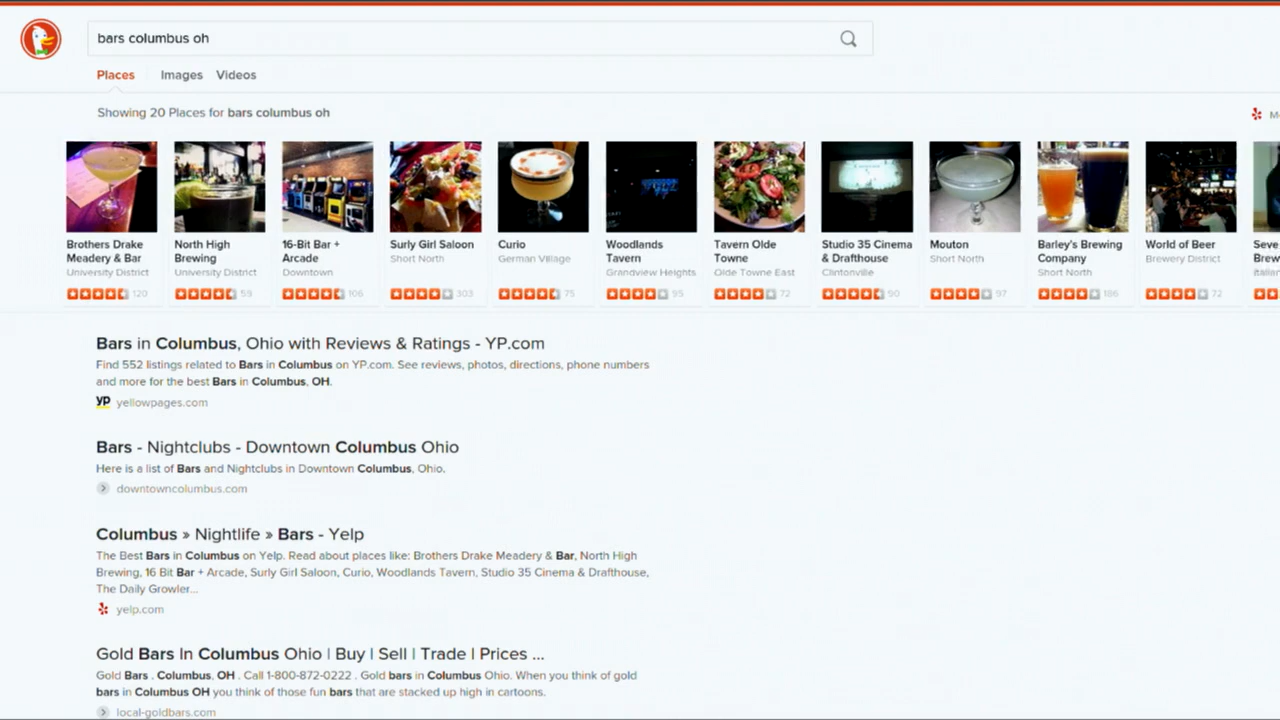 bars columbus oh
Places Images Videos
Showing 20 Places for bars columbus oh
Brothers Drake Meadery & Bar
University District
120
North High Brewing
University District
59
16-Bit Bar + Arcade
Downtown
106
Surly Girl Saloon
Short North
303
Curio
German Village
75
Woodlands Tavern
Grandview Heights
95
Tavern Olde Towne
Olde Towne East
72
Studio 35 Cinema & Drafthouse
Clintonville
90
Mouton
Short North
97
Barley's Brewing Company
Short North
186
World of Beer
Brewery District
72
Bars in Columbus, Ohio with Reviews & Ratings - YP.com
Find 552 listings related to Bars in Columbus on YP.com. See reviews, photos, directions, phone numbers
and more for the best Bars in Columbus, OH.
yp yellowpages.com
Bars - Nightclubs - Downtown Columbus Ohio
Here is a list of Bars and Nightclubs in Downtown Columbus, Ohio.
downtowncolumbus.com
Columbus » Nightlife » Bars - Yelp
The Best Bars in Columbus on Yelp. Read about places like: Brothers Drake Meadery & Bar, North High
Brewing, 16 Bit Bar + Arcade, Surly Girl Saloon, Curio, Woodlands Tavern, Studio 35 Cinema & Drafthouse,
The Daily Growler...
yelp.com
Gold Bars In Columbus Ohio | Buy | Sell | Trade | Prices ...
Gold Bars . Columbus, OH . Call 1-800-872-0222 . Gold bars in Columbus Ohio. When you think of gold
bars in Columbus OH you think of those fun bars that are stacked up high in cartoons.
local-goldbars.com